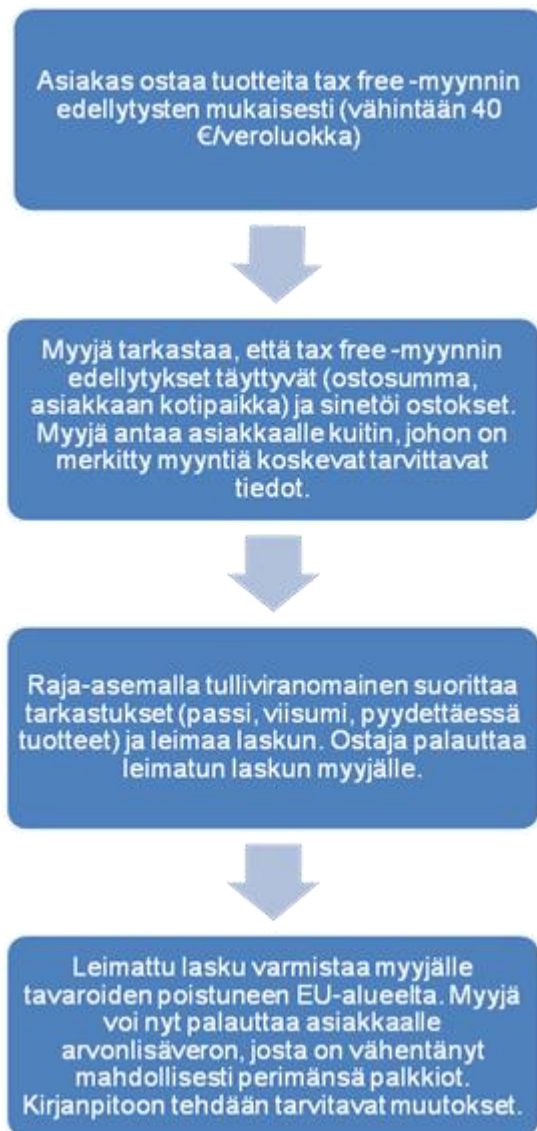 Asiakas ostaa tuotteita tax free -myynnin
edellytysten mukaisesti (vähintään 40
€/veroluokka)
Myyjä tarkastaa, että tax free -myynnin
edellytykset täyttyvät (ostosumma,
asiakkaan kotipaikka) ja sinetöi ostokset.
Myyjä antaa asiakkaalle kuitin, johon on
merkitty myyntiä koskevat tarvittavat
tiedot.
Raja-asemalla tulliviranomainen suorittaa
tarkastukset (passi, viisumi, pyydettäessä
tuotteet) ja leimaa laskun. Ostaja palauttaa
leimatun laskun myyjälle.
Leimattu lasku varmistaa myyjälle
tavaroiden poistuneen EU-alueelta. Myyjä
voi nyt palauttaa asiakkaalle
arvonlisäveron, josta on vähentänyt
mahdollisesti perimänsä palkkiot.
Kirjanpitoon tehdään tarvitavat muutokset.